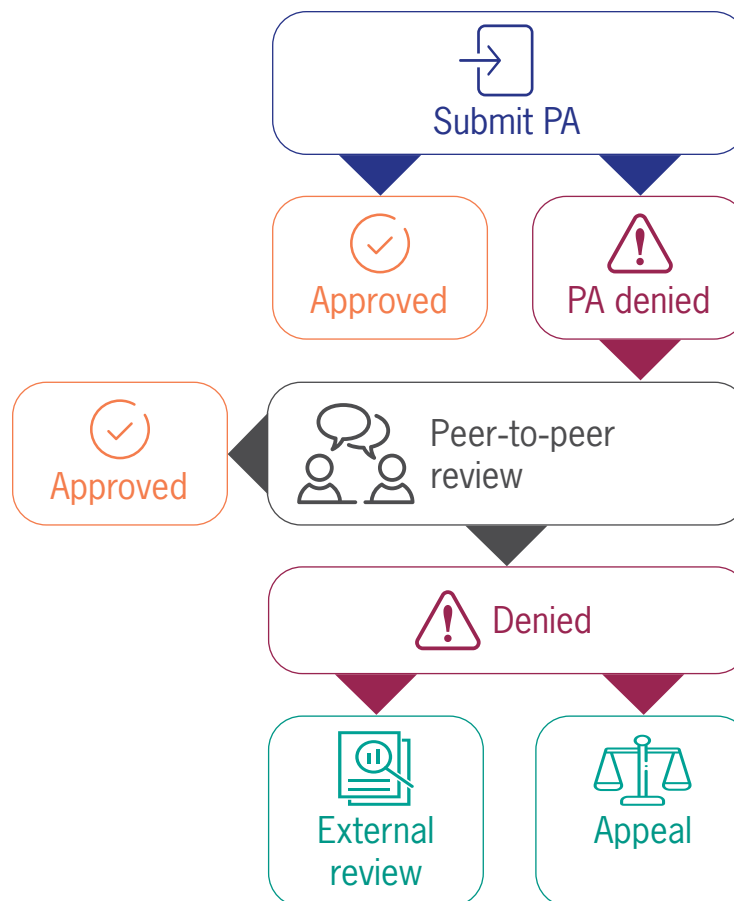 Submit PA
Approved
PA denied
Approved
Peer-to-peer
review
Denied
External
review
Appeal